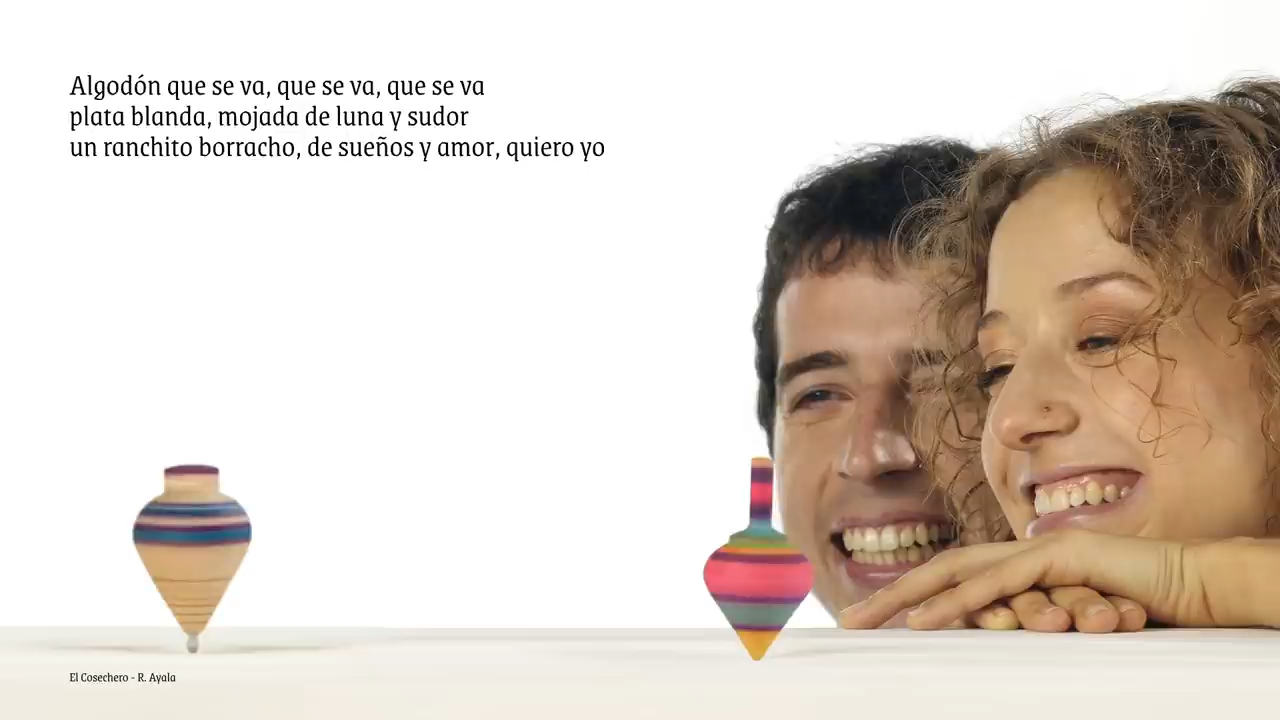 Algodón que se va, que se va, que se va
plata blanda, mojada de luna y sudor
un ranchito borracho, de sueños y amor, quiero yo
El Cosechero - R. Ayala